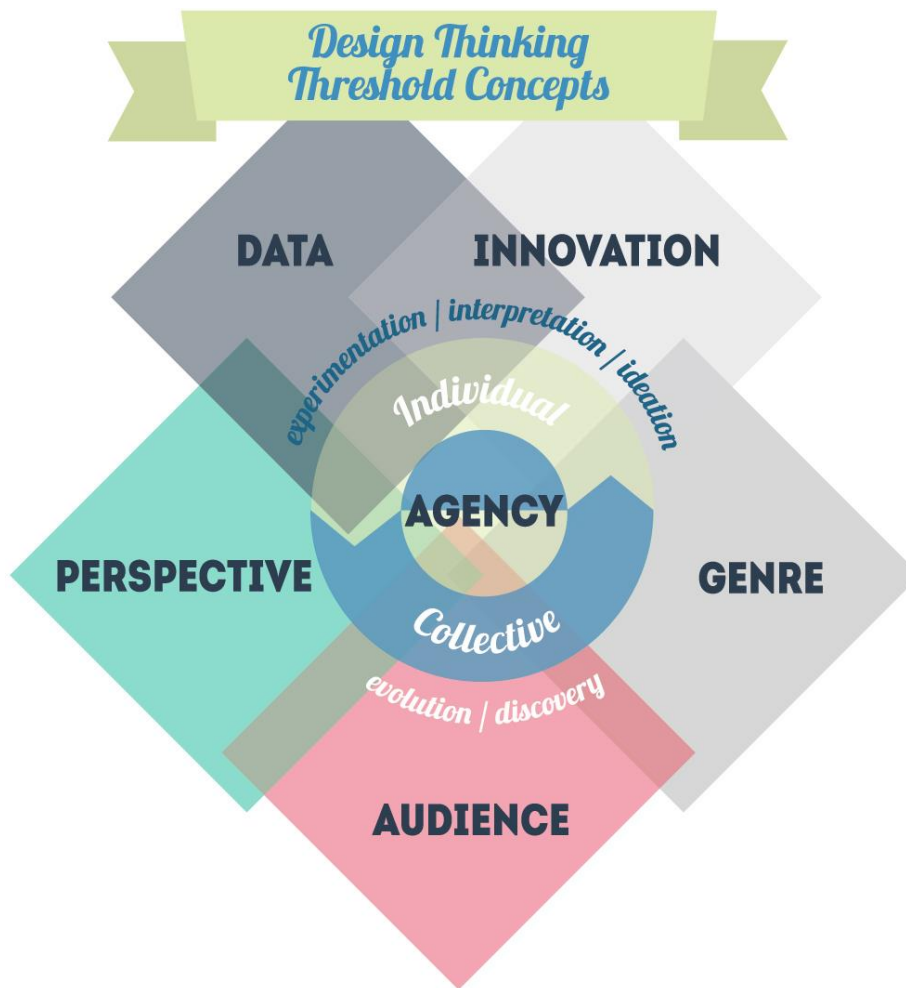 Design Thinking
Threshold Concepts
DATA
INNOVATION
experimentation / interpretation / ideation
Individual
AGENCY
PERSPECTIVE
GENRE
Collective
evolution / discovery
AUDIENCE